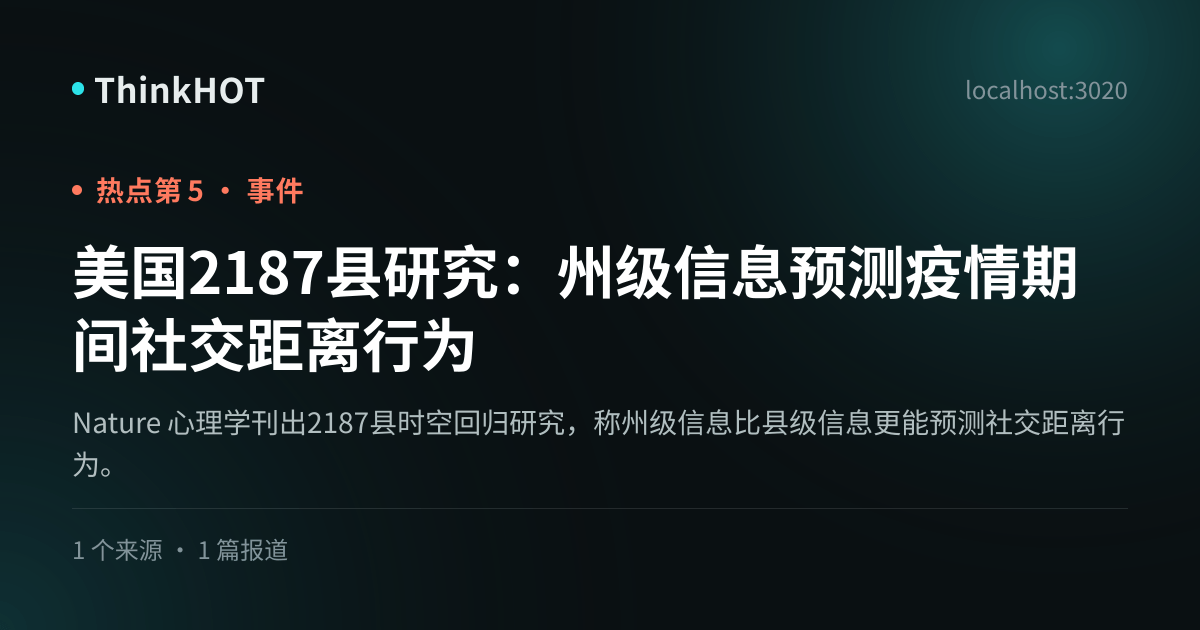 ThinkHOT
localhost:3020
热点第 5 · 事件
美国2187县研究：州级信息预测疫情期
间社交距离行为
Nature 心理学刊出2187县时空回归研究，称州级信息比县级信息更能预测社交距离行
为。
1 个来源 · 1 篇报道